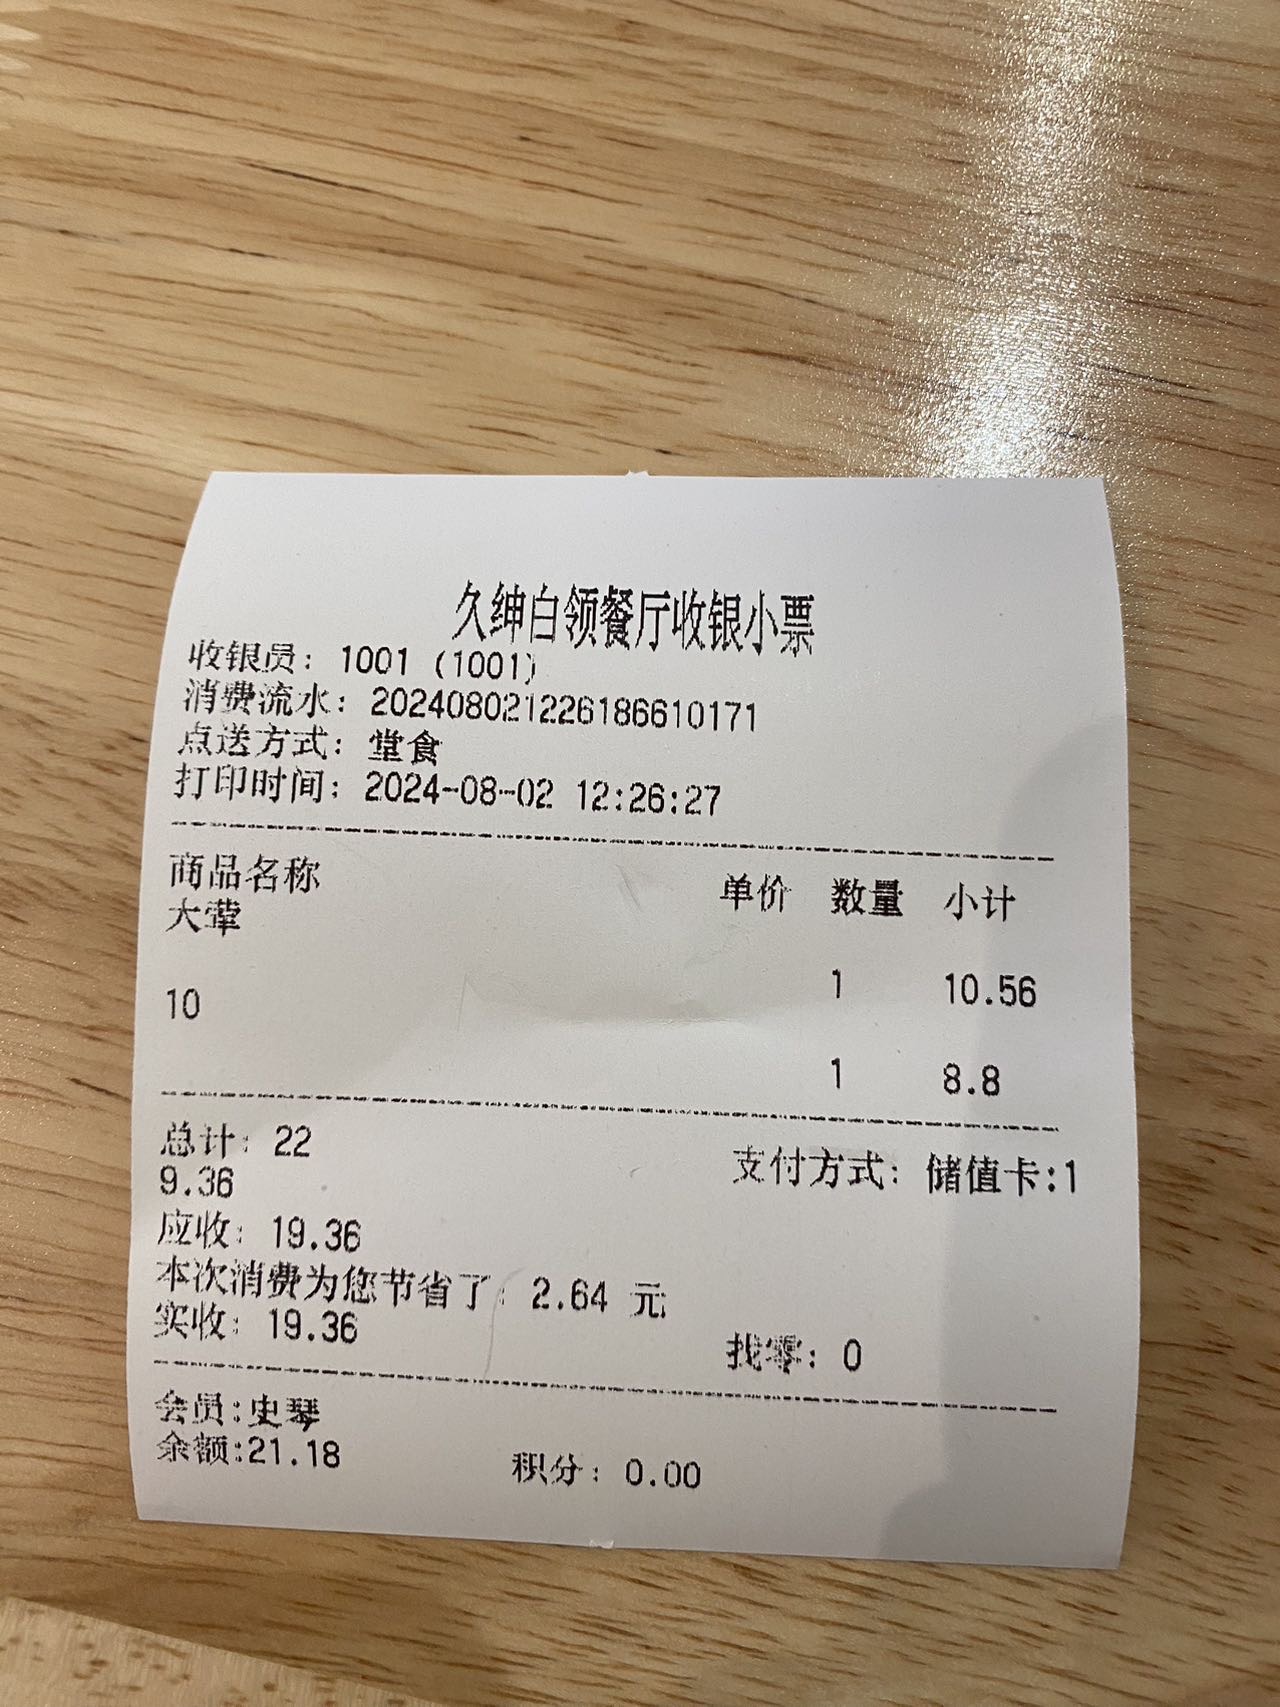 久绅白领餐厅收银小票
收银员：1001 (1001)
消费流水：202408021226186610171
点送方式：堂食
打印时间：2024-08-02 12:26:27
商品名称 单价 数量 小计
大荤
1 10.56
10
1 8.8
总计：22 支付方式：储值卡:1
9.36
应收：19.36
本次消费为您节省了：2.64 元
实收：19.36 找零：0
会员:史琴
余额:21.18 积分：0.00